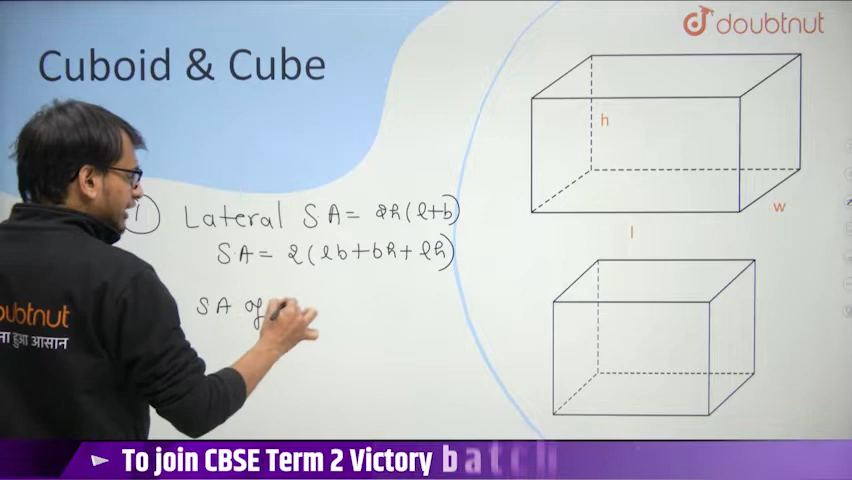 doubtnut
Cuboid & Cube
h
w
l
1
Lateral SA = 2h(l+b)
SA = 2(lb+bh+lh)
SA of
oubtnut
ना हुआ आसान
To join CBSE Term 2 Victory batch